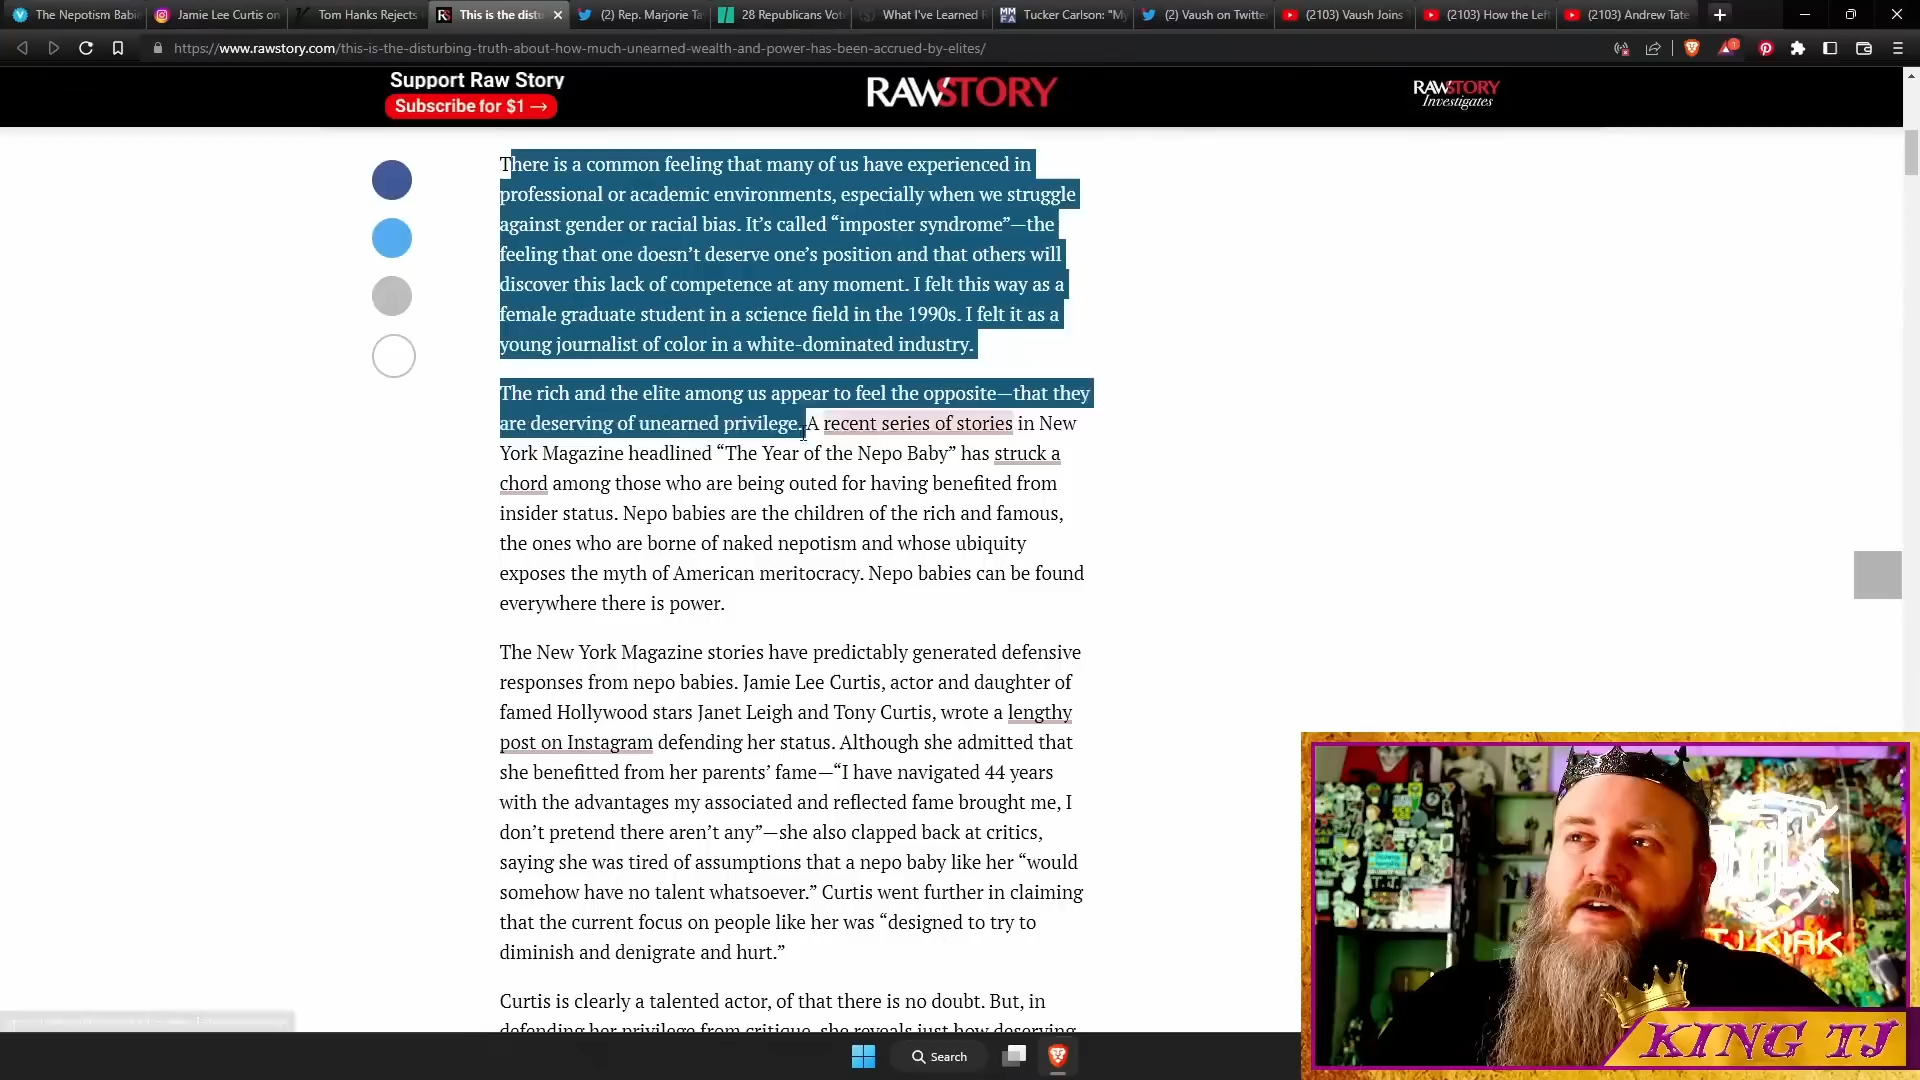 The Nepotism Babi
Jamie Lee Curtis on
Tom Hanks Rejects
This is the distu
(2) Rep. Marjorie Ta
28 Republicans Vot
What I've Learned F
Tucker Carlson: "My
(2) Vaush on Twitte
(2103) Vaush Joins T
(2103) How the Left
(2103) Andrew Tate
https://www.rawstory.com/this-is-the-disturbing-truth-about-how-much-unearned-wealth-and-power-has-been-accrued-by-elites/
Support Raw Story
Subscribe for $1 →
RAWSTORY
RAWSTORY
Investigates
There is a common feeling that many of us have experienced in
professional or academic environments, especially when we struggle
against gender or racial bias. It’s called “imposter syndrome”—the
feeling that one doesn’t deserve one’s position and that others will
discover this lack of competence at any moment. I felt this way as a
female graduate student in a science field in the 1990s. I felt it as a
young journalist of color in a white-dominated industry.
The rich and the elite among us appear to feel the opposite—that they
are deserving of unearned privilege. A recent series of stories in New
York Magazine headlined “The Year of the Nepo Baby” has struck a
chord among those who are being outed for having benefited from
insider status. Nepo babies are the children of the rich and famous,
the ones who are borne of naked nepotism and whose ubiquity
exposes the myth of American meritocracy. Nepo babies can be found
everywhere there is power.
The New York Magazine stories have predictably generated defensive
responses from nepo babies. Jamie Lee Curtis, actor and daughter of
famed Hollywood stars Janet Leigh and Tony Curtis, wrote a lengthy
post on Instagram defending her status. Although she admitted that
she benefitted from her parents’ fame—“I have navigated 44 years
with the advantages my associated and reflected fame brought me, I
don’t pretend there aren’t any”—she also clapped back at critics,
saying she was tired of assumptions that a nepo baby like her “would
somehow have no talent whatsoever.” Curtis went further in claiming
that the current focus on people like her was “designed to try to
diminish and denigrate and hurt.”
Curtis is clearly a talented actor, of that there is no doubt. But, in
defending her privilege from critique, she reveals just how deserving
TJ KIRK
KING TJ
Search